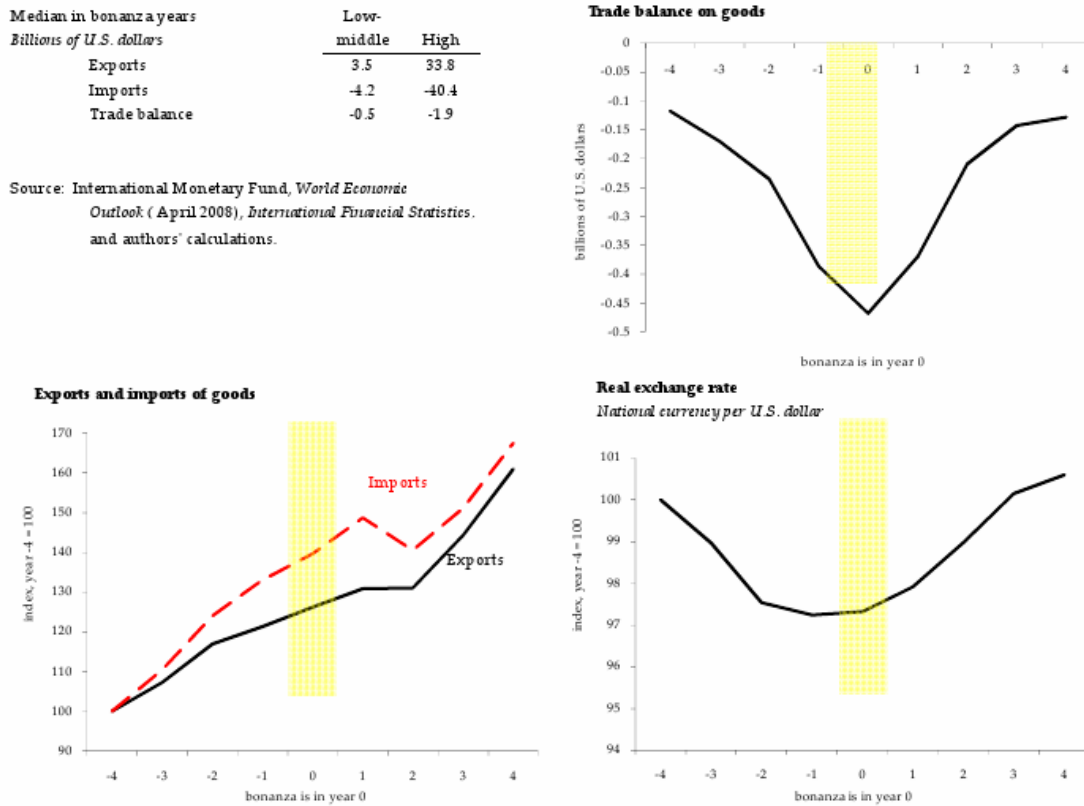 Median in bonanza years Low-
Billions of U.S. dollars middle High
Exports 3.5 33.8
Imports -4.2 -40.4
Trade balance -0.5 -1.9
Source: International Monetary Fund, World Economic
Outlook ( April 2008), International Financial Statistics.
and authors' calculations.
Trade balance on goods
0
-0.05
-0.1
-0.15
-0.2
-0.25
-0.3
-0.35
-0.4
-0.45
-0.5
billions of U.S. dollars
-4 -3 -2 -1 0 1 2 3 4
bonanza is in year 0
Exports and imports of goods
170
160
150
140
130
120
110
100
90
index, year -4 = 100
Imports
Exports
-4 -3 -2 -1 0 1 2 3 4
bonanza is in year 0
Real exchange rate
National currency per U.S. dollar
101
100
99
98
97
96
95
94
index, year -4 = 100
-4 -3 -2 -1 0 1 2 3 4
bonanza is in year 0